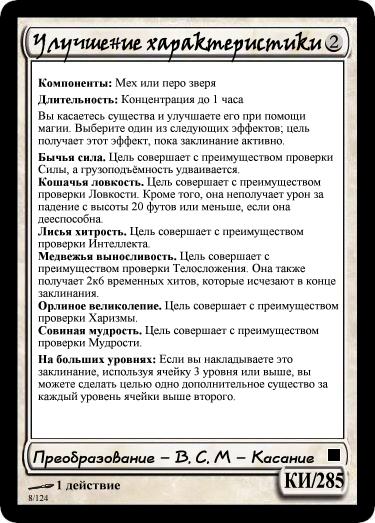 Улучшение характеристики 2
Компоненты: Мех или перо зверя
Длительность: Концентрация до 1 часа
Вы касаетесь существа и улучшаете его при помощи
магии. Выберите один из следующих эффектов; цель
получает этот эффект, пока заклинание активно.
Бычья сила. Цель совершает с преимуществом проверки
Силы, а грузоподъёмность удваивается.
Кошачья ловкость. Цель совершает с преимуществом
проверки Ловкости. Кроме того, она неполучает урон за
падение с высоты 20 футов или меньше, если она
дееспособна.
Лисья хитрость. Цель совершает с преимуществом
проверки Интеллекта.
Медвежья выносливость. Цель совершает с
преимуществом проверки Телосложения. Она также
получает 2к6 временных хитов, которые исчезают в конце
заклинания.
Орлиное великолепие. Цель совершает с преимуществом
проверки Харизмы.
Совиная мудрость. Цель совершает с преимуществом
проверки Мудрости.
На больших уровнях: Если вы накладываете это
заклинание, используя ячейку 3 уровня или выше, вы
можете сделать целью одно дополнительное существо за
каждый уровень ячейки выше второго.
Преобразование – В, С, М – Касание
КИ/285
1 действие
8/124